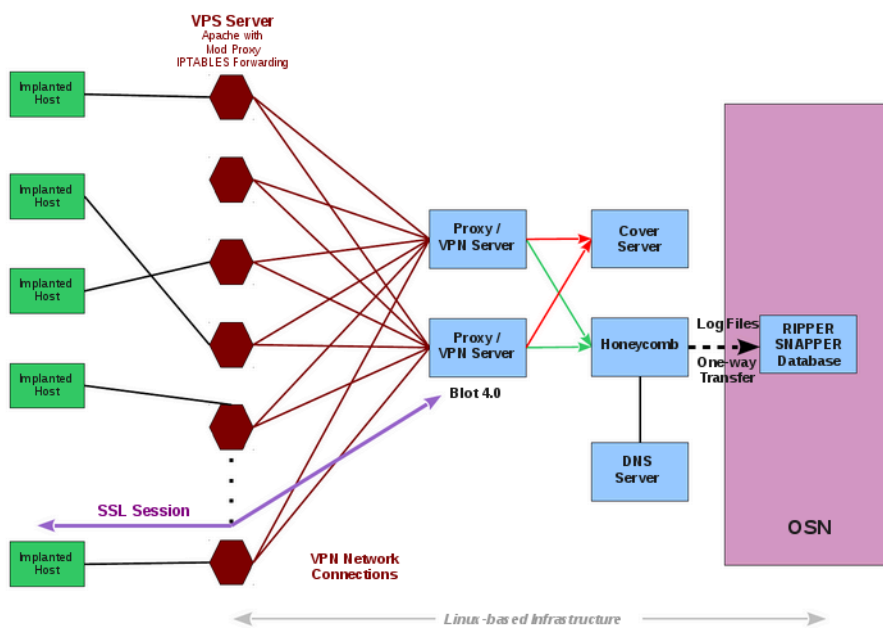 VPS Server
Apache with
Mod Proxy
IPTABLES Forwarding
Implanted
Host
Implanted
Host
Implanted
Host
Implanted
Host
Implanted
Host
Proxy /
VPN Server
Proxy /
VPN Server
Blot 4.0
Cover
Server
Honeycomb
DNS
Server
Log Files
One-way
Transfer
RIPPER
SNAPPER
Database
OSN
SSL Session
VPN Network
Connections
Linux-based Infrastructure